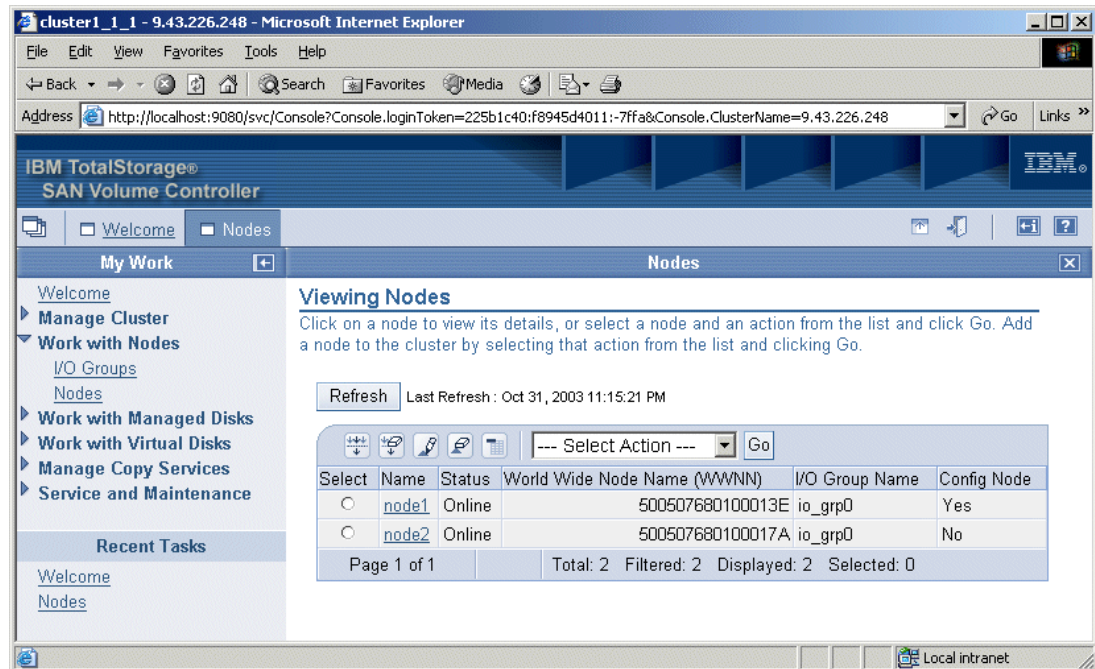 cluster1_1_1 - 9.43.226.248 - Microsoft Internet Explorer
File Edit View Favorites Tools Help
Back Search Favorites Media
Address http://localhost:9080/svc/Console?Console.loginToken=225b1c40:f8945d4011:-7ffa&Console.ClusterName=9.43.226.248 Go Links »
IBM TotalStorage®
SAN Volume Controller
IBM®
Welcome Nodes
My Work
Nodes
Welcome
Manage Cluster
Work with Nodes
I/O Groups
Nodes
Work with Managed Disks
Work with Virtual Disks
Manage Copy Services
Service and Maintenance
Recent Tasks
Welcome
Nodes
Viewing Nodes
Click on a node to view its details, or select a node and an action from the list and click Go. Add
a node to the cluster by selecting that action from the list and clicking Go.
Refresh Last Refresh : Oct 31, 2003 11:15:21 PM
--- Select Action --- Go
Select Name Status World Wide Node Name (WWNN) I/O Group Name Config Node
node1 Online 500507680100013E io_grp0 Yes
node2 Online 500507680100017A io_grp0 No
Page 1 of 1 Total: 2 Filtered: 2 Displayed: 2 Selected: 0
Local intranet